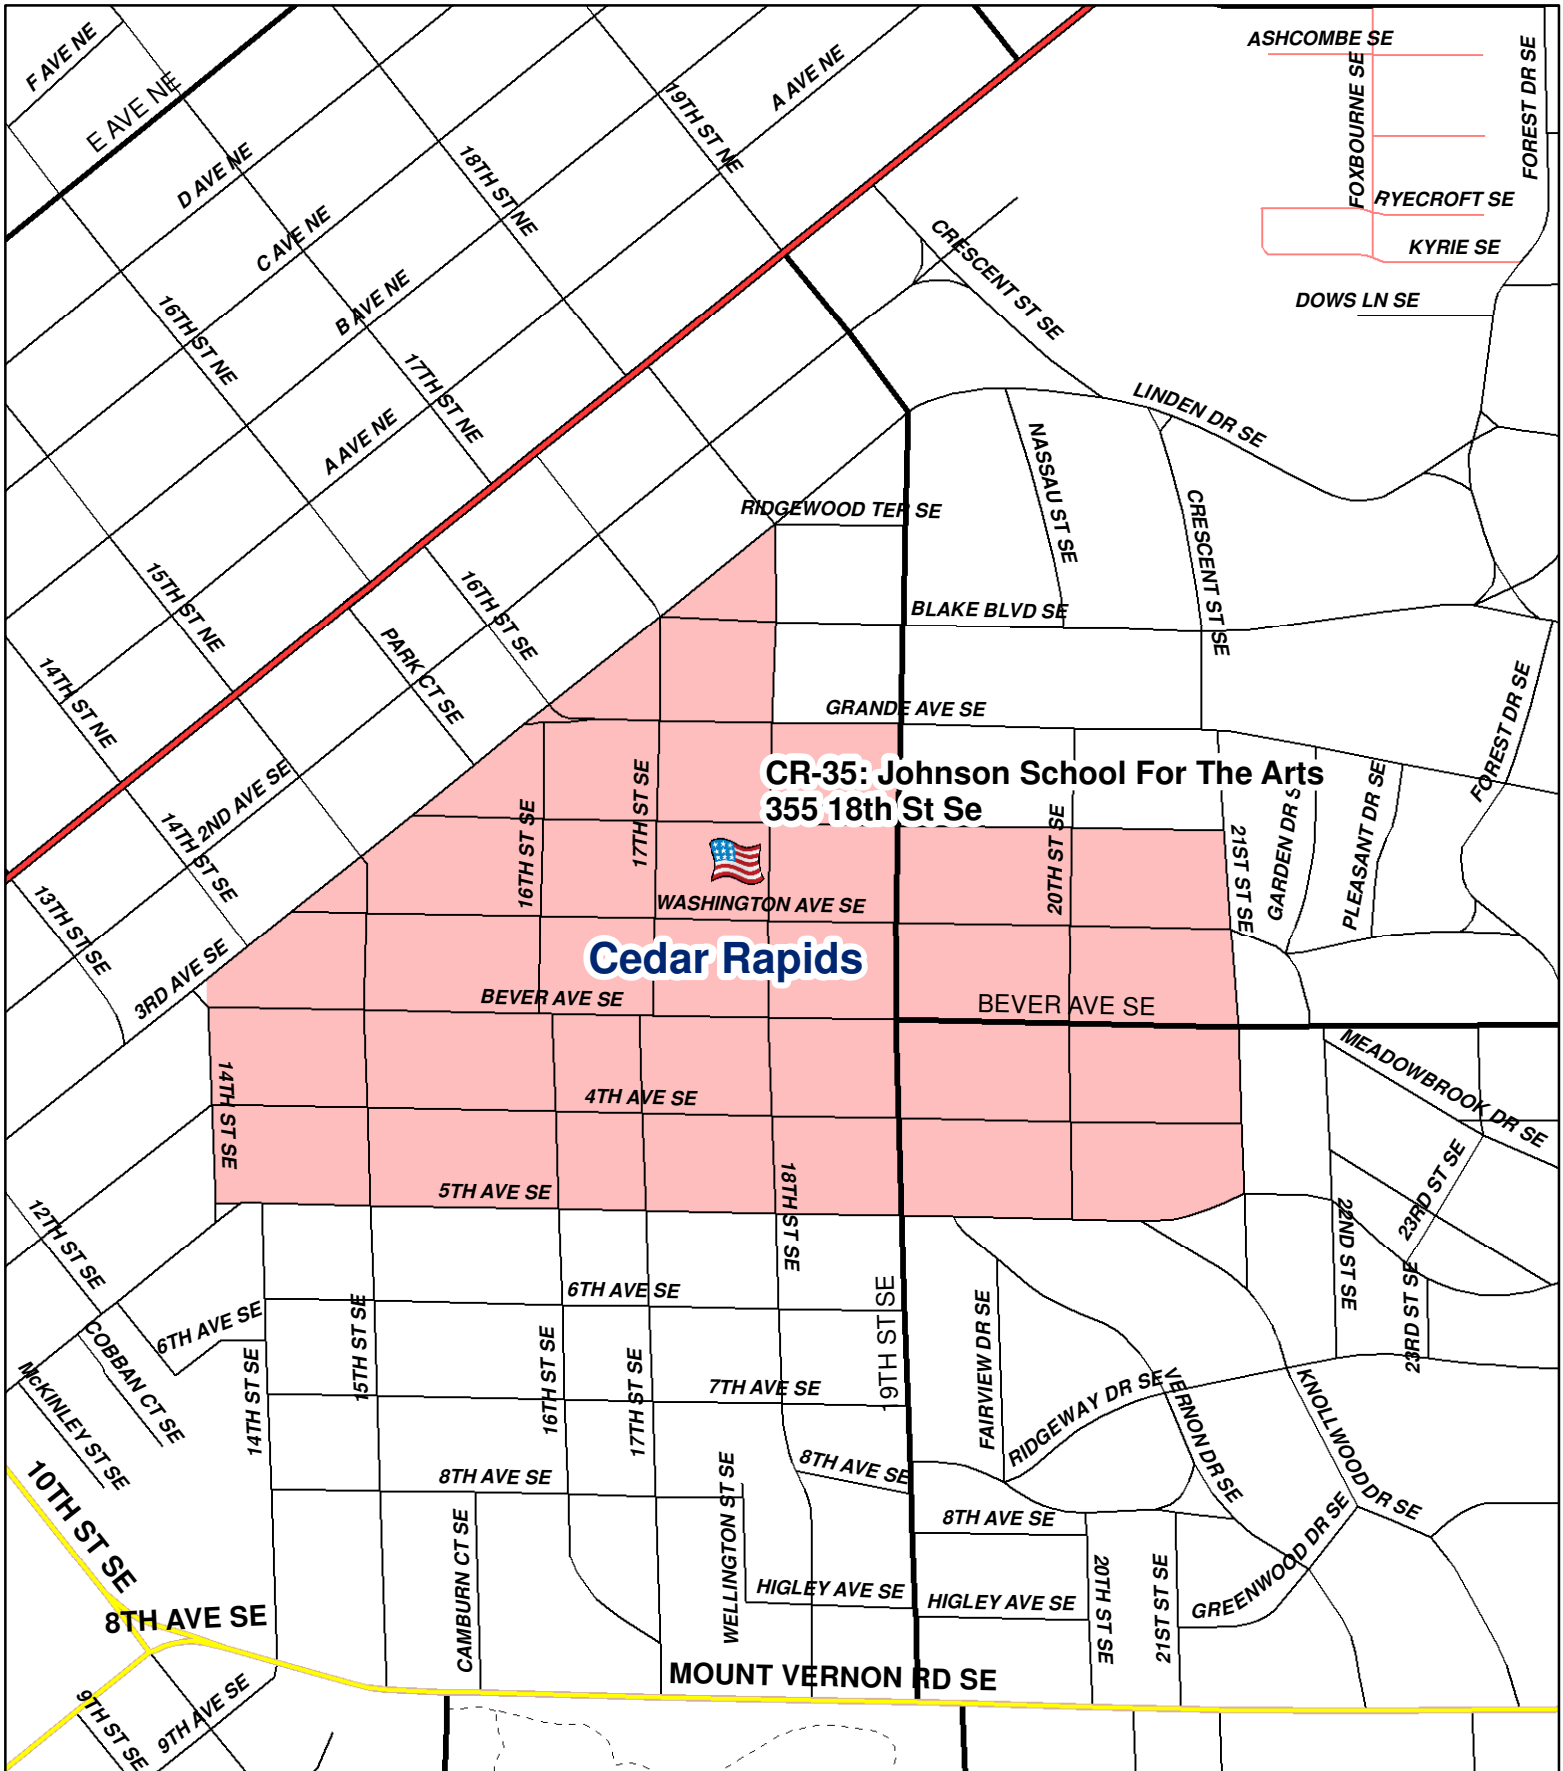 F AVE NE
E AVE NE
D AVE NE
C AVE NE
B AVE NE
A AVE NE
A AVE NE
19TH ST NE
18TH ST NE
17TH ST NE
16TH ST NE
15TH ST NE
14TH ST NE
ASHCOMBE SE
FOXBOURNE SE
FOREST DR SE
RYECROFT SE
KYRIE SE
DOWS LN SE
CRESCENT ST SE
LINDEN DR SE
NASSAU ST SE
CRESCENT ST SE
RIDGEWOOD TER SE
BLAKE BLVD SE
GRANDE AVE SE
16TH ST SE
PARK CT SE
2ND AVE SE
14TH ST SE
13TH ST SE
3RD AVE SE
CR-35: Johnson School For The Arts
355 18th St Se
16TH ST SE
17TH ST SE
20TH ST SE
21ST ST SE
GARDEN DR S
PLEASANT DR SE
FOREST DR SE
WASHINGTON AVE SE
Cedar Rapids
BEVER AVE SE
BEVER AVE SE
MEADOWBROOK DR SE
14TH ST SE
4TH AVE SE
5TH AVE SE
18TH ST SE
12TH ST SE
22ND ST SE
23RD ST SE
23RD ST SE
6TH AVE SE
6TH AVE SE
COBBAN CT SE
McKINLEY ST SE
14TH ST SE
15TH ST SE
16TH ST SE
17TH ST SE
19TH ST SE
7TH AVE SE
FAIRVIEW DR SE
RIDGEWAY DR SE
VERNON DR SE
KNOLLWOOD DR SE
8TH AVE SE
8TH AVE SE
8TH AVE SE
10TH ST SE
8TH AVE SE
CAMBURN CT SE
WELLINGTON ST SE
HIGLEY AVE SE
HIGLEY AVE SE
20TH ST SE
21ST ST SE
GREENWOOD DR SE
MOUNT VERNON RD SE
9TH ST SE
9TH AVE SE